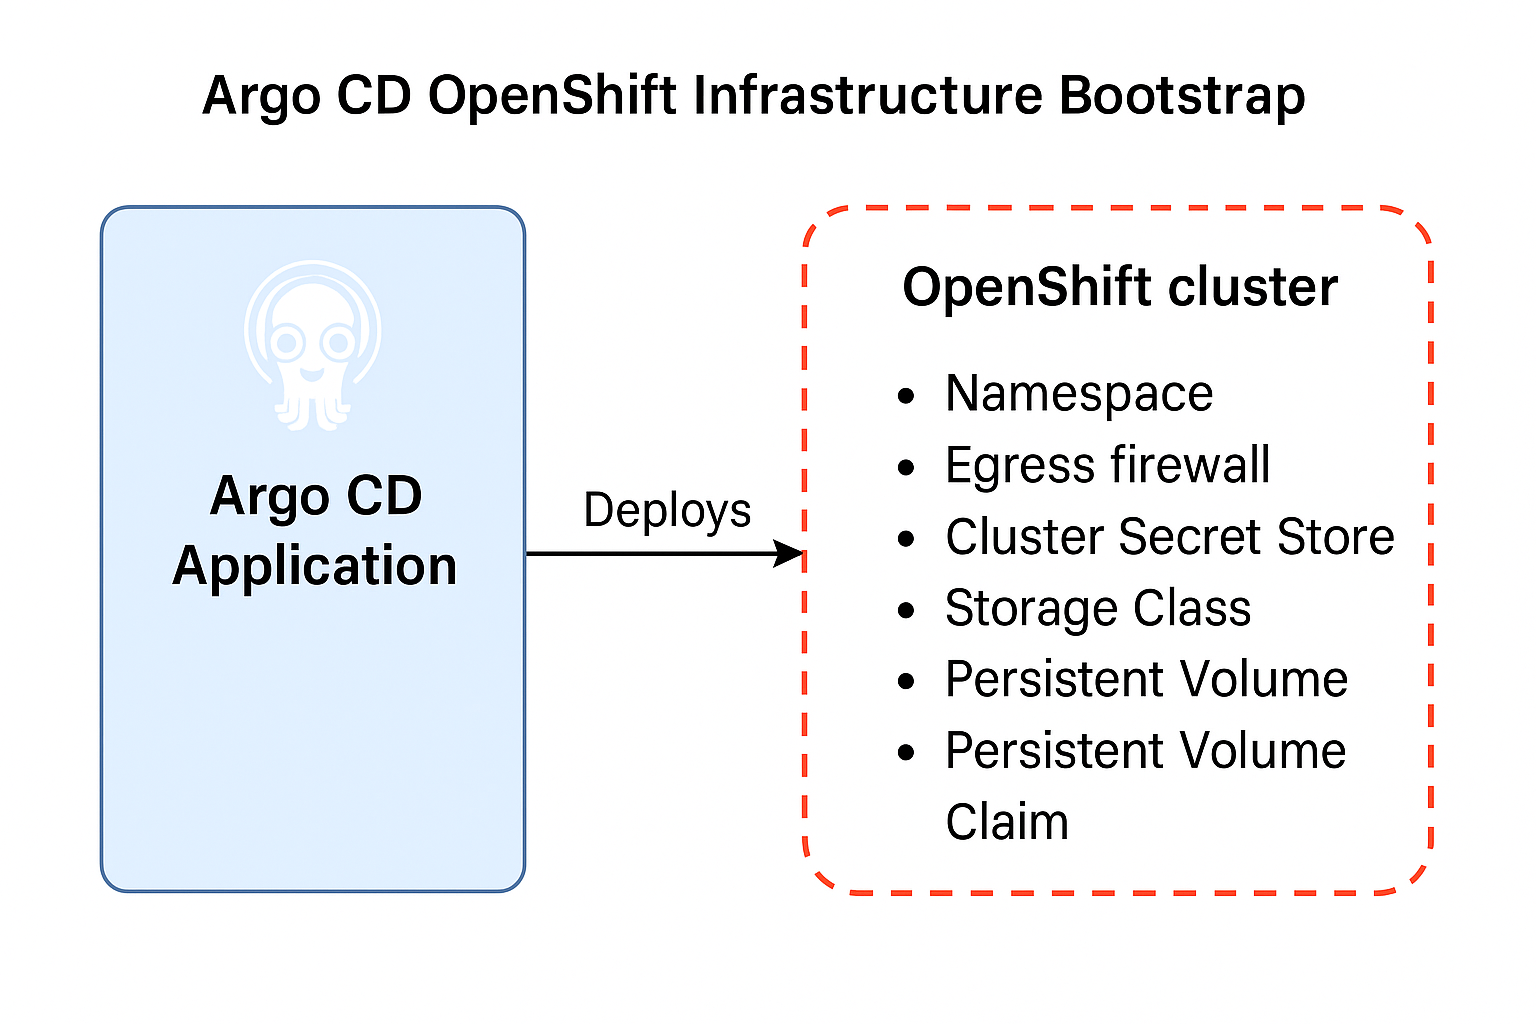 Argo CD OpenShift Infrastructure Bootstrap
Argo CD
Application
Deploys
OpenShift cluster
• Namespace
• Egress firewall
• Cluster Secret Store
• Storage Class
• Persistent Volume
• Persistent Volume
Claim